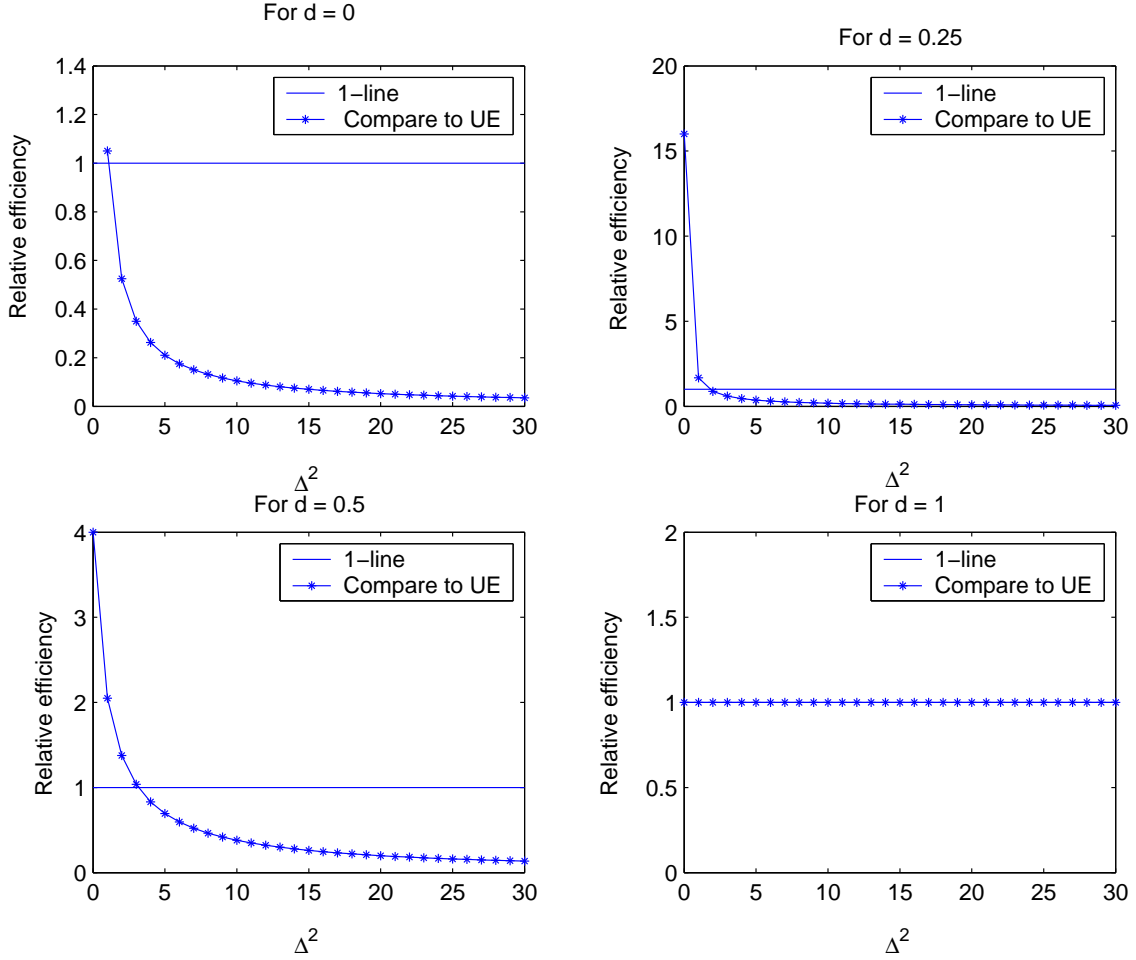 For d = 0
1.4
1.2
1
0.8
0.6
0.4
0.2
0
Relative efficiency
1−line
Compare to UE
0 5 10 15 20 25 30
Δ²
For d = 0.25
20
15
10
5
0
Relative efficiency
1−line
Compare to UE
0 5 10 15 20 25 30
Δ²
For d = 0.5
4
3
2
1
0
Relative efficiency
1−line
Compare to UE
0 5 10 15 20 25 30
Δ²
For d = 1
2
1.5
1
0.5
0
Relative efficiency
1−line
Compare to UE
0 5 10 15 20 25 30
Δ²